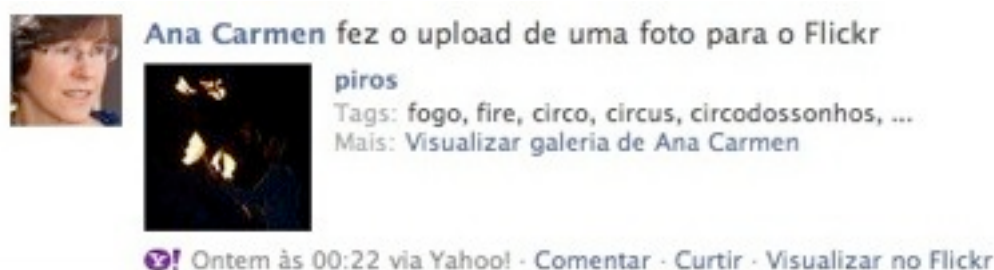 Ana Carmen fez o upload de uma foto para o Flickr
piros
Tags: fogo, fire, circo, circus, circodossonhos, ...
Mais: Visualizar galeria de Ana Carmen
Y! Ontem às 00:22 via Yahoo! · Comentar · Curtir · Visualizar no Flickr